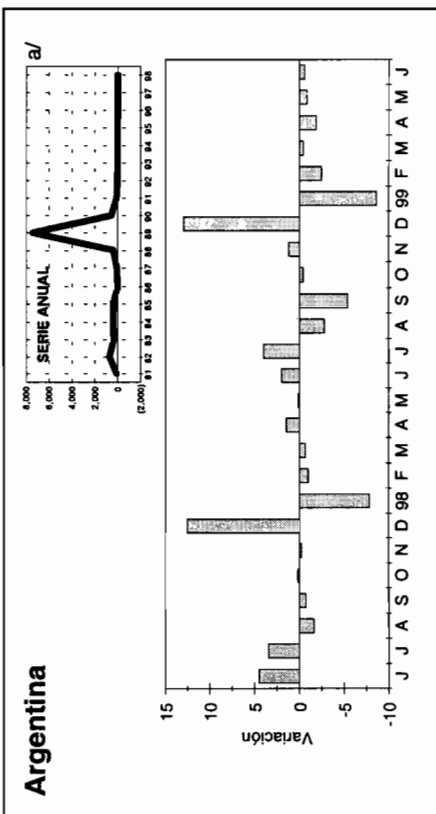 Argentina
a/
SERIE ANUAL
8,000
6,000
4,000
2,000
0
(2,000)
81 82 83 84 85 86 87 88 89 90 91 92 93 94 95 96 97 98
Variación
15
10
5
0
-5
-10
J J A S O N D 98 F M A M J J A S O N D 99 F M A M J